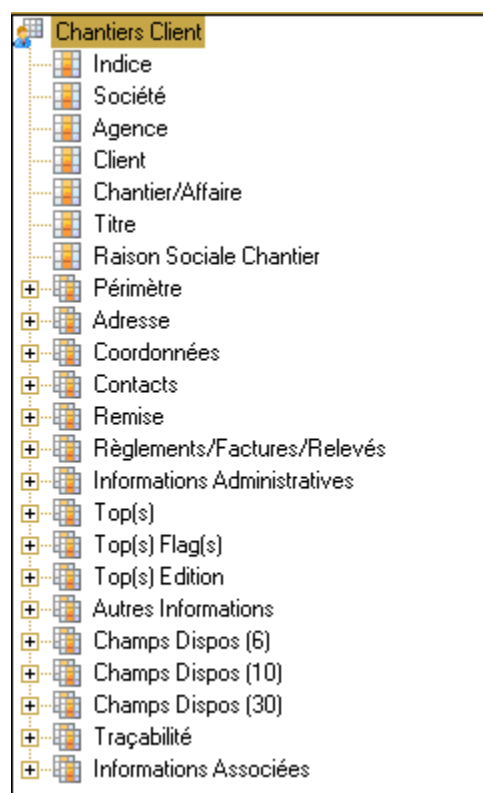 Chantiers Client
Indice
Société
Agence
Client
Chantier/Affaire
Titre
Raison Sociale Chantier
Périmètre
Adresse
Coordonnées
Contacts
Remise
Règlements/Factures/Relevés
Informations Administratives
Top(s)
Top(s) Flag(s)
Top(s) Edition
Autres Informations
Champs Dispos (6)
Champs Dispos (10)
Champs Dispos (30)
Traçabilité
Informations Associées